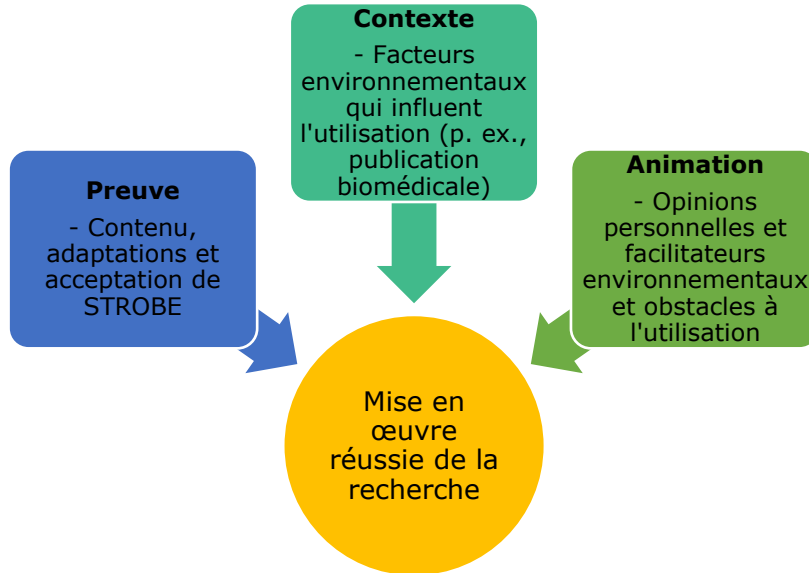 Contexte
- Facteurs
environnementaux
qui influent
l'utilisation (p. ex.,
publication
biomédicale)
Preuve
- Contenu,
adaptations et
acceptation de
STROBE
Animation
- Opinions
personnelles et
facilitateurs
environnementaux
et obstacles à
l'utilisation
Mise en
œuvre
réussie de la
recherche